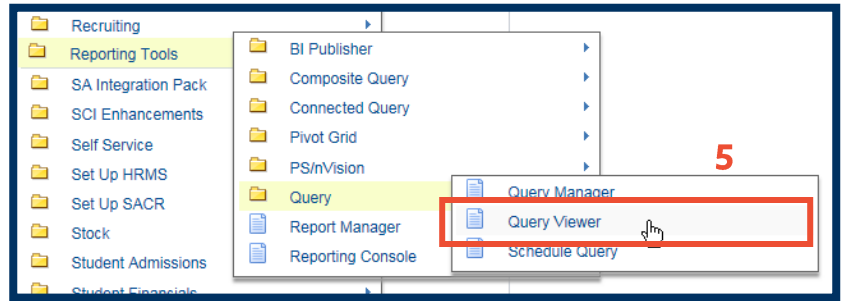 Recruiting
Reporting Tools
SA Integration Pack
SCI Enhancements
Self Service
Set Up HRMS
Set Up SACR
Stock
Student Admissions
Student Financials
BI Publisher
Composite Query
Connected Query
Pivot Grid
PS/nVision
Query
Report Manager
Reporting Console
5
Query Manager
Query Viewer
Schedule Query